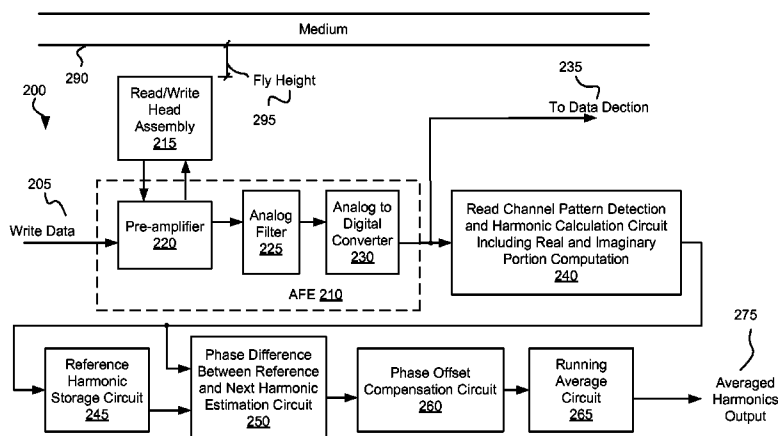 Medium
290
Fly Height
295
235
To Data Dection
200
Read/Write
Head
Assembly
215
205
Write Data
Pre-amplifier
220
Analog
Filter
225
Analog to
Digital
Converter
230
AFE 210
Read Channel Pattern Detection
and Harmonic Calculation Circuit
Including Real and Imaginary
Portion Computation
240
Reference
Harmonic
Storage Circuit
245
Phase Difference
Between Reference
and Next Harmonic
Estimation Circuit
250
Phase Offset
Compensation Circuit
260
Running
Average
Circuit
265
275
Averaged
Harmonics
Output